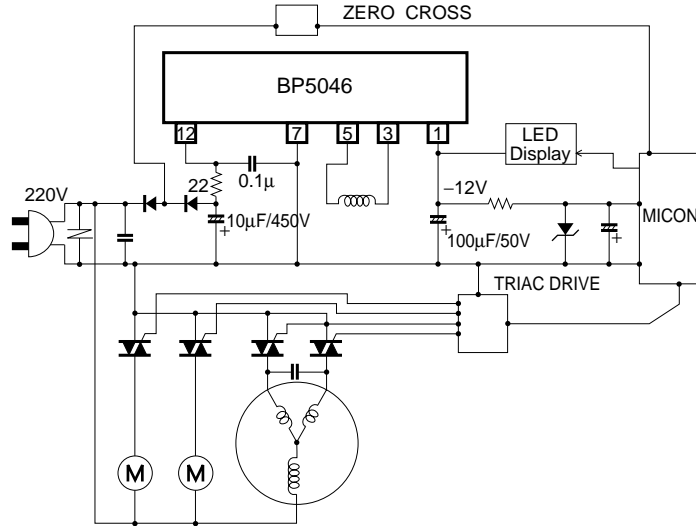 ZERO CROSS
BP5046
12 7 5 3 1
LED
Display
22
0.1μ
220V
−12V
10μF/450V
+
100μF/50V
+
+
MICON
TRIAC DRIVE
M M